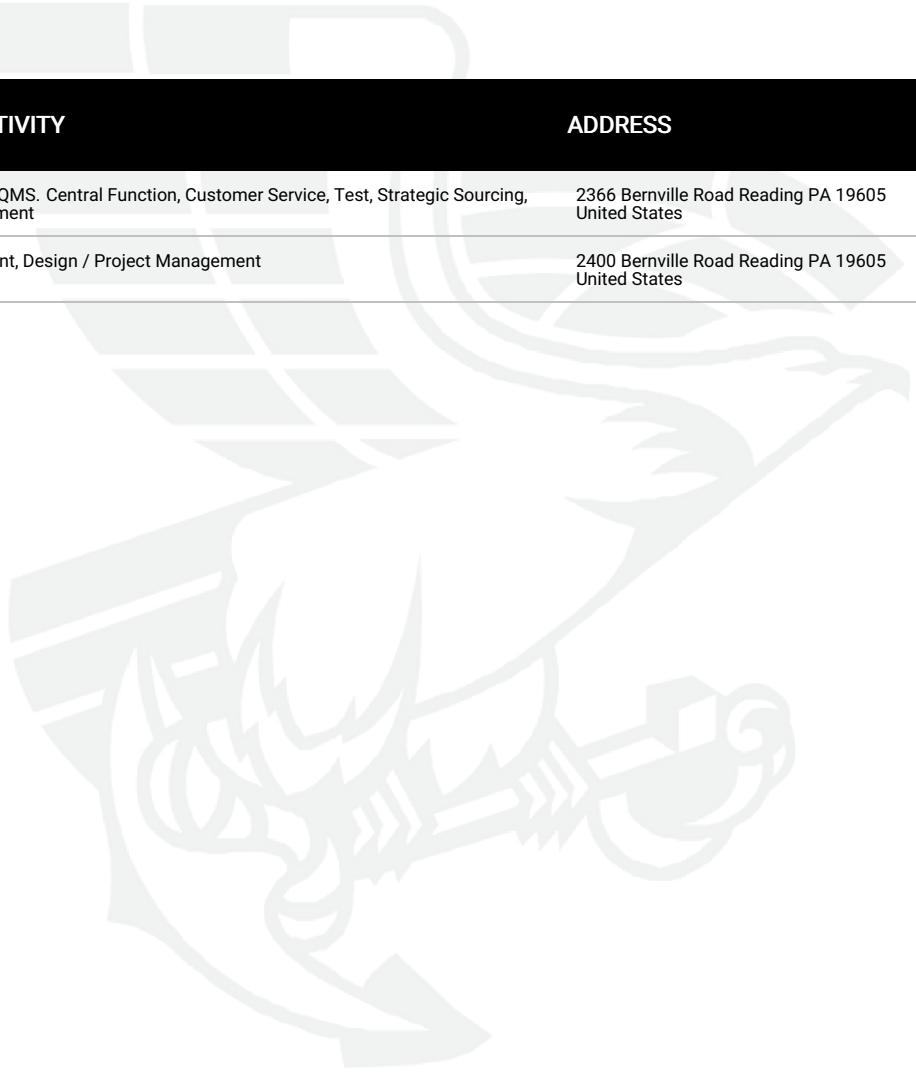 TIVITY ADDRESS
QMS. Central Function, Customer Service, Test, Strategic Sourcing, 2366 Bernville Road Reading PA 19605
ment United States
nt, Design / Project Management 2400 Bernville Road Reading PA 19605
United States